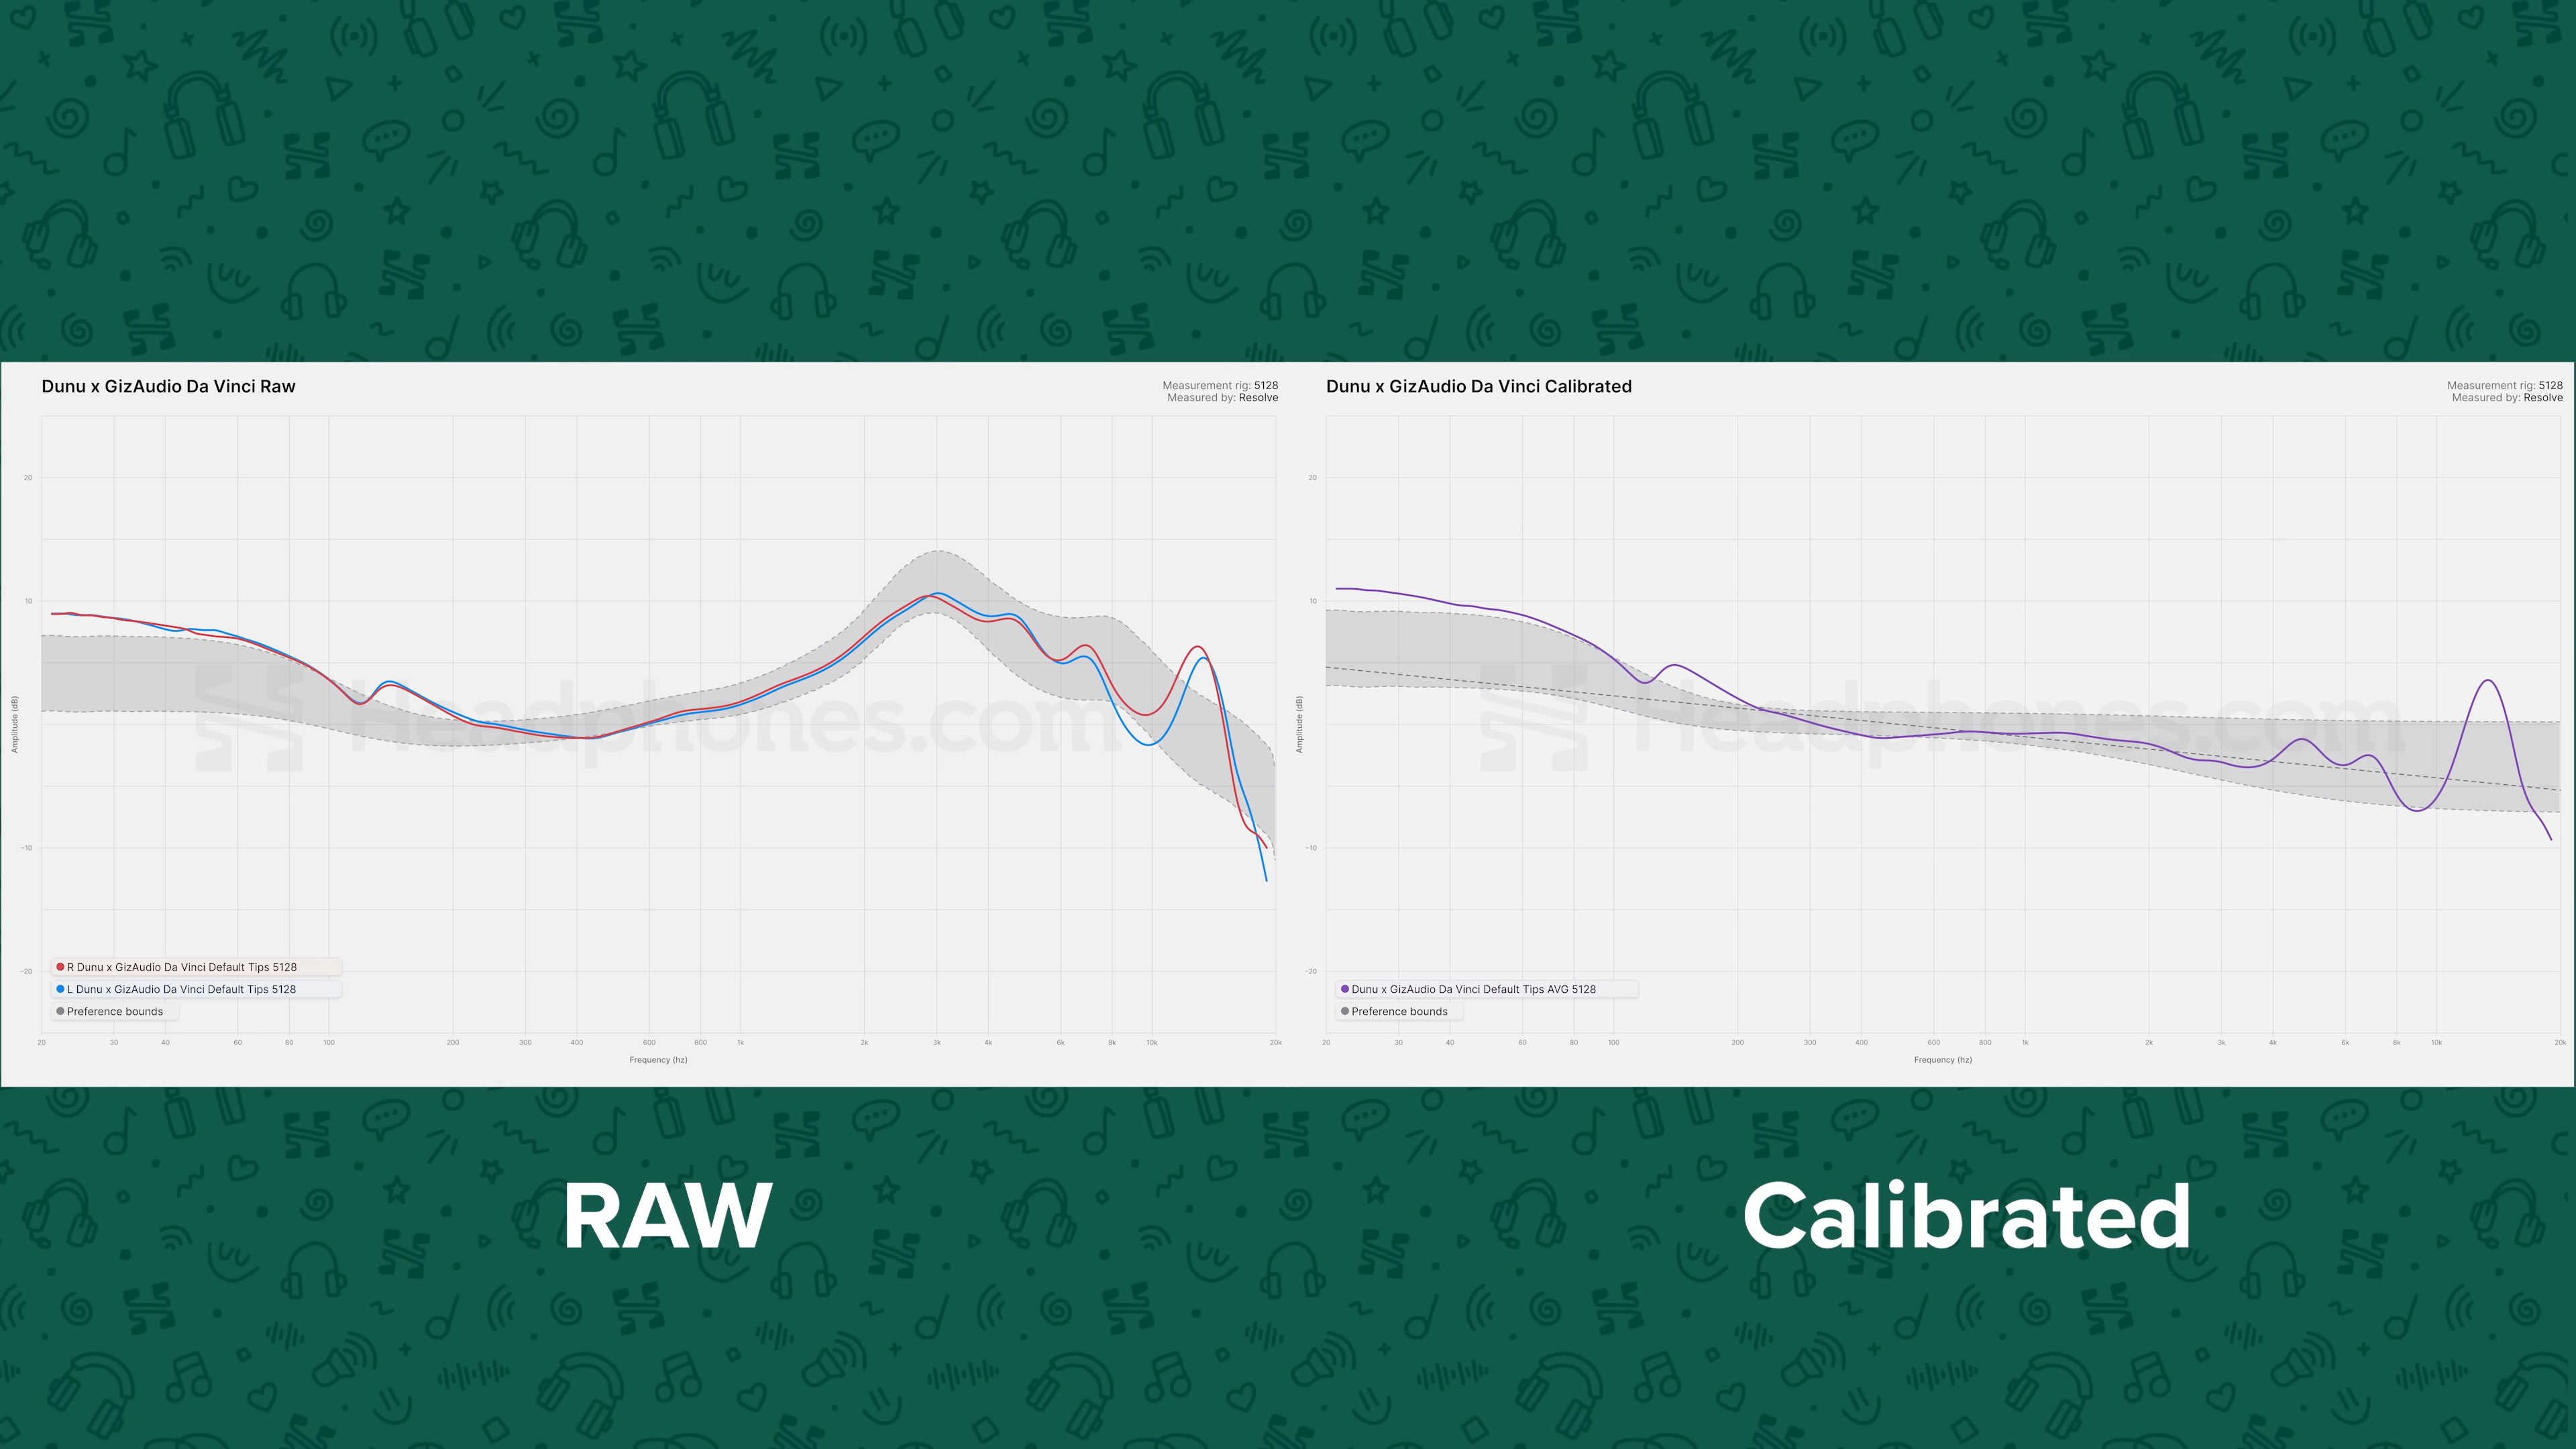 Dunu x GizAudio Da Vinci Raw
Measurement rig: 5128
Measured by: Resolve
20
10
-10
-20
Amplitude (dB)
Headphones.com
R Dunu x GizAudio Da Vinci Default Tips 5128
L Dunu x GizAudio Da Vinci Default Tips 5128
Preference bounds
20 30 40 60 80 100 200 300 400 600 800 1k 2k 3k 4k 6k 8k 10k 20k
Frequency (hz)
Dunu x GizAudio Da Vinci Calibrated
Measurement rig: 5128
Measured by: Resolve
20
10
-10
-20
Amplitude (dB)
Headphones.com
Dunu x GizAudio Da Vinci Default Tips AVG 5128
Preference bounds
20 30 40 60 80 100 200 300 400 600 800 1k 2k 3k 4k 6k 8k 10k 20k
Frequency (hz)
RAW
Calibrated